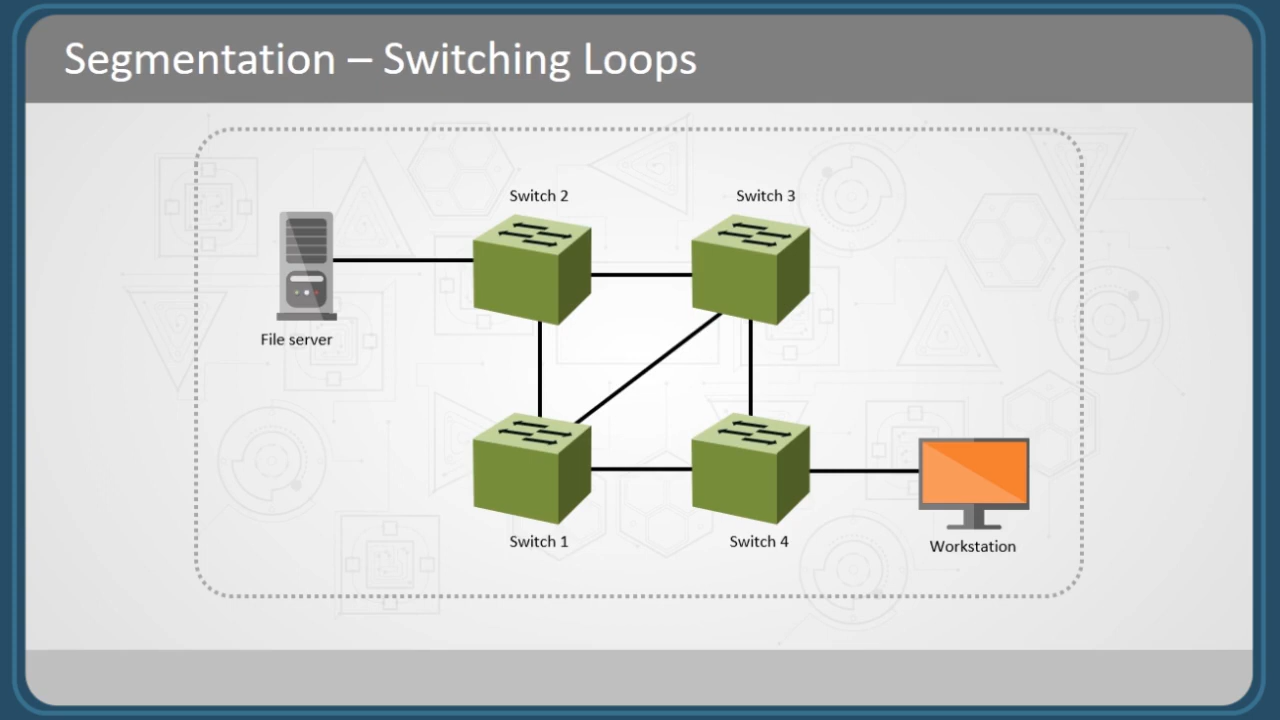 Segmentation – Switching Loops
Switch 2
Switch 3
File server
Switch 1
Switch 4
Workstation